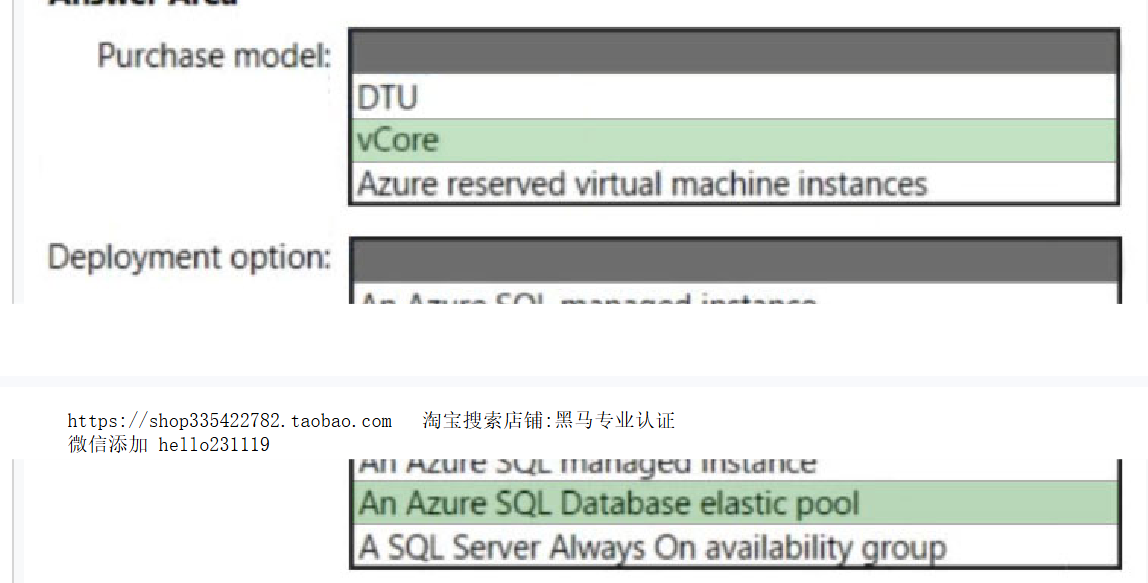 Answer Area
Purchase model:
DTU
vCore
Azure reserved virtual machine instances
Deployment option:
An Azure SQL managed instance
https://shop335422782.taobao.com 淘宝搜索店铺:黑马专业认证
微信添加 hello231119
An Azure SQL managed instance
An Azure SQL Database elastic pool
A SQL Server Always On availability group